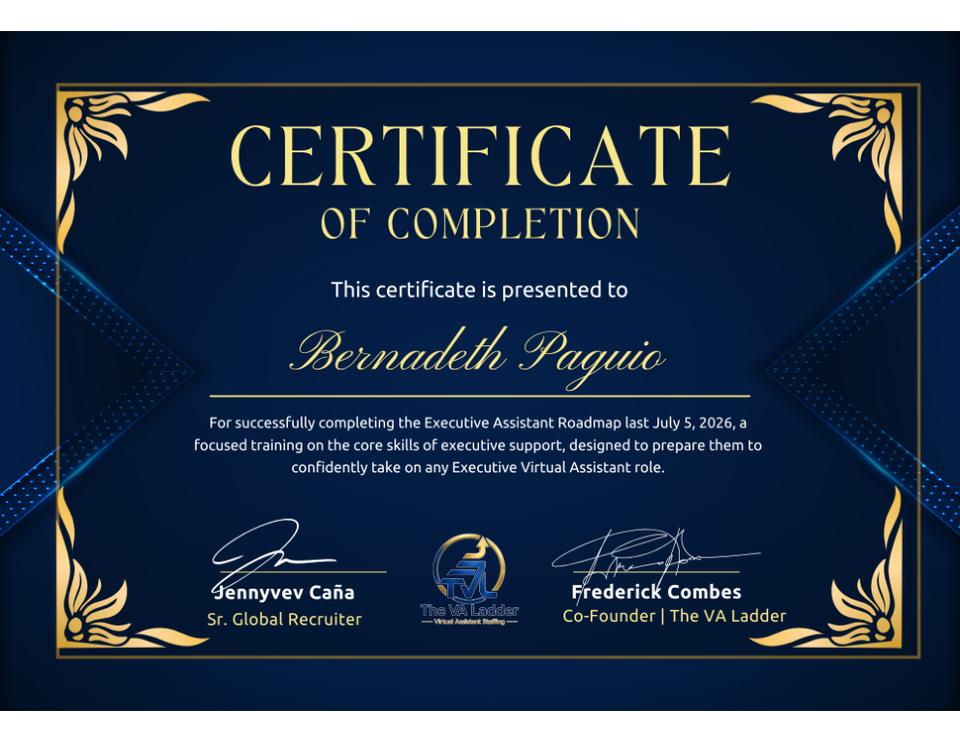 CERTIFICATE
OF COMPLETION
This certificate is presented to
Bernadeth Paguio
For successfully completing the Executive Assistant Roadmap last July 5, 2026, a
focused training on the core skills of executive support, designed to prepare them to
confidently take on any Executive Virtual Assistant role.
Jennyvev Caña
Sr. Global Recruiter
TVL
The VA Ladder
Virtual Assistant Staffing
Frederick Combes
Co-Founder | The VA Ladder